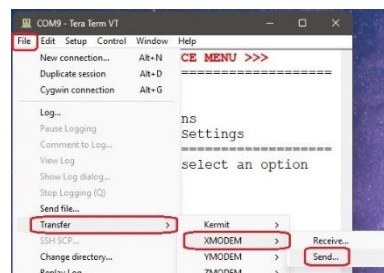 COM9 - Tera Term VT
File Edit Setup Control Window Help
New connection... Alt+N
Duplicate session Alt+D
Cygwin connection Alt+G
Log...
Pause Logging
Comment to Log...
View Log
Show Log dialog...
Stop Logging (Q)
Send file...
Transfer >
SSH SCP...
Change directory...
Replay Log...
CE MENU >>>
====================
ns
Settings
====================
select an option
Kermit >
XMODEM >
YMODEM >
ZMODEM >
Receive...
Send...